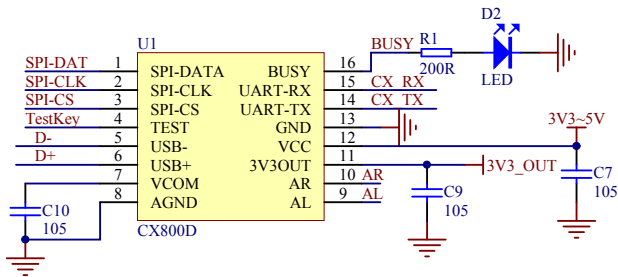 U1
D2
BUSY
R1
200R
LED
SPI-DAT 1 SPI-DATA BUSY 16
SPI-CLK 2 SPI-CLK UART-RX 15 CX_RX
SPI-CS 3 SPI-CS UART-TX 14 CX_TX
TestKey 4 TEST GND 13
D- 5 USB- VCC 12 3V3~5V
D+ 6 USB+ 3V3OUT 11 3V3_OUT
7 VCOM AR 10 AR
8 AGND AL 9 AL
C10
105
C9
105
C7
105
CX800D